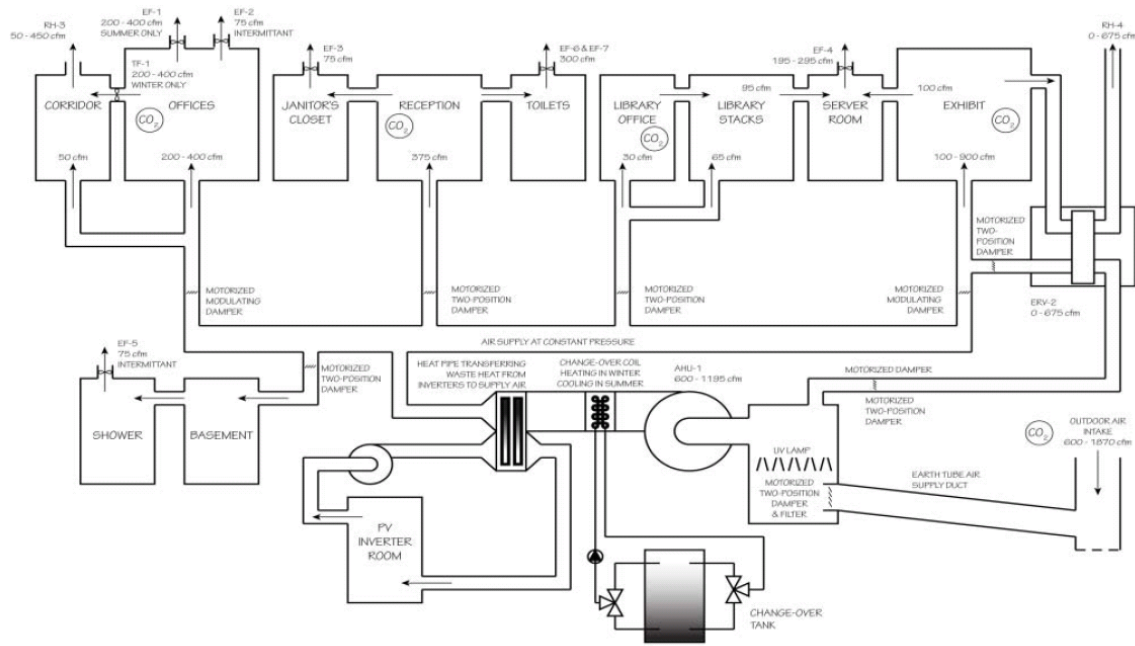 RH-3
50 - 450 cfm
EF-1
200 - 400 cfm
SUMMER ONLY
EF-2
75 cfm
INTERMITTANT
TF-1
200 - 400 cfm
WINTER ONLY
CORRIDOR
OFFICES
CO2
50 cfm
200 - 400 cfm
EF-3
75 cfm
JANITOR'S
CLOSET
RECEPTION
CO2
375 cfm
EF-6 & EF-7
300 cfm
TOILETS
LIBRARY
OFFICE
CO2
30 cfm
95 cfm
LIBRARY
STACKS
65 cfm
EF-4
195 - 295 cfm
SERVER
ROOM
100 cfm
EXHIBIT
CO2
100 - 900 cfm
RH-4
0 - 675 cfm
MOTORIZED
TWO-
POSITION
DAMPER
ERV-2
0 - 675 cfm
MOTORIZED
MODULATING
DAMPER
MOTORIZED
TWO-POSITION
DAMPER
MOTORIZED
TWO-POSITION
DAMPER
MOTORIZED
MODULATING
DAMPER
AIR SUPPLY AT CONSTANT PRESSURE
EF-5
75 cfm
INTERMITTANT
SHOWER
BASEMENT
MOTORIZED
TWO-POSITION
DAMPER
HEAT PIPE TRANSFERRING
WASTE HEAT FROM
INVERTERS TO SUPPLY AIR
CHANGE-OVER COIL
HEATING IN WINTER
COOLING IN SUMMER
AHU-1
600 - 1195 cfm
MOTORIZED DAMPER
MOTORIZED
TWO-POSITION
DAMPER
CO2
OUTDOOR AIR
INTAKE
600 - 1870 cfm
UV LAMP
MOTORIZED
TWO-POSITION
DAMPER
& FILTER
EARTH TUBE AIR
SUPPLY DUCT
PV
INVERTER
ROOM
CHANGE-OVER
TANK